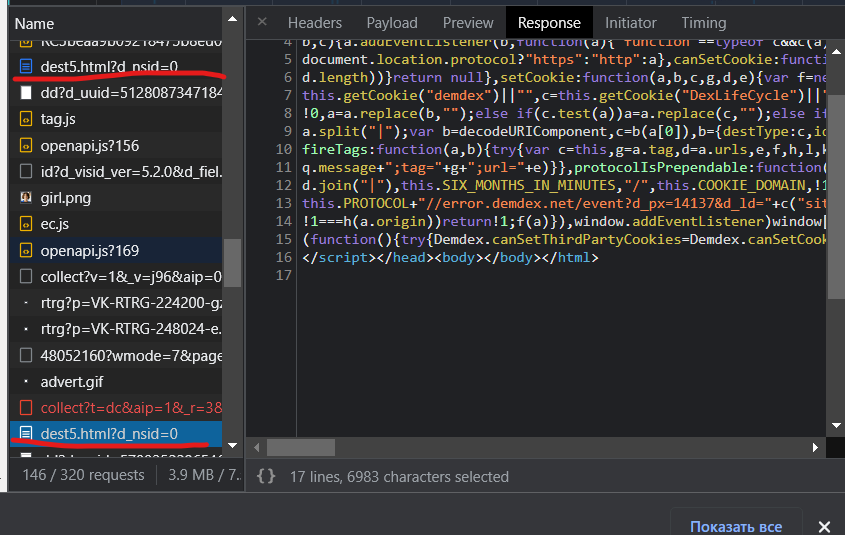 Name
dest5.html?d_nsid=0
dd?d_uuid=5128087347184
tag.js
openapi.js?156
id?d_visid_ver=5.2.0&d_fiel.
girl.png
ec.js
openapi.js?169
collect?v=1&_v=j96&aip=0
rtrg?p=VK-RTRG-224200-gz
rtrg?p=VK-RTRG-248024-e.
48052160?wmode=7&page
advert.gif
collect?t=dc&aip=1&_r=3&
dest5.html?d_nsid=0
146 / 320 requests
3.9 MB / 7..
Headers
Payload
Preview
Response
Initiator
Timing
4 b,c){a.addEventListener(b,function(a){"function"==typeof c&&c(a)
5 document.location.protocol?"https":"http":a},canSetCookie:functi
6 d.length))}return null},setCookie:function(a,b,c,g,d,e){var f=ne
7 this.getCookie("demdex")||"",c=this.getCookie("DexLifeCycle")||"
8 !0,a=a.replace(b,"");else if(c.test(a))a=a.replace(c,"");else if
9 a.split("|");var b=decodeURIComponent,c=b(a[0]),b={destType:c,id
10 fireTags:function(a,b){try{var c=this,g=a.tag,d=a.urls,e,f,h,l,k
11 q.message+";tag="+g+";url="+e)}},protocolIsPrependable:function(
12 d.join("|"),this.SIX_MONTHS_IN_MINUTES,"/",this.COOKIE_DOMAIN,!1
13 this.PROTOCOL+"//error.demdex.net/event?d_px=14137&d_ld="+c("sit
14 !1===h(a.origin))return!1;f(a)}),window.addEventListener)window[
15 (function(){try{Demdex.canSetThirdPartyCookies=Demdex.canSetCook
16 </script></head><body></body></html>
17
{} 17 lines, 6983 characters selected
Показать все